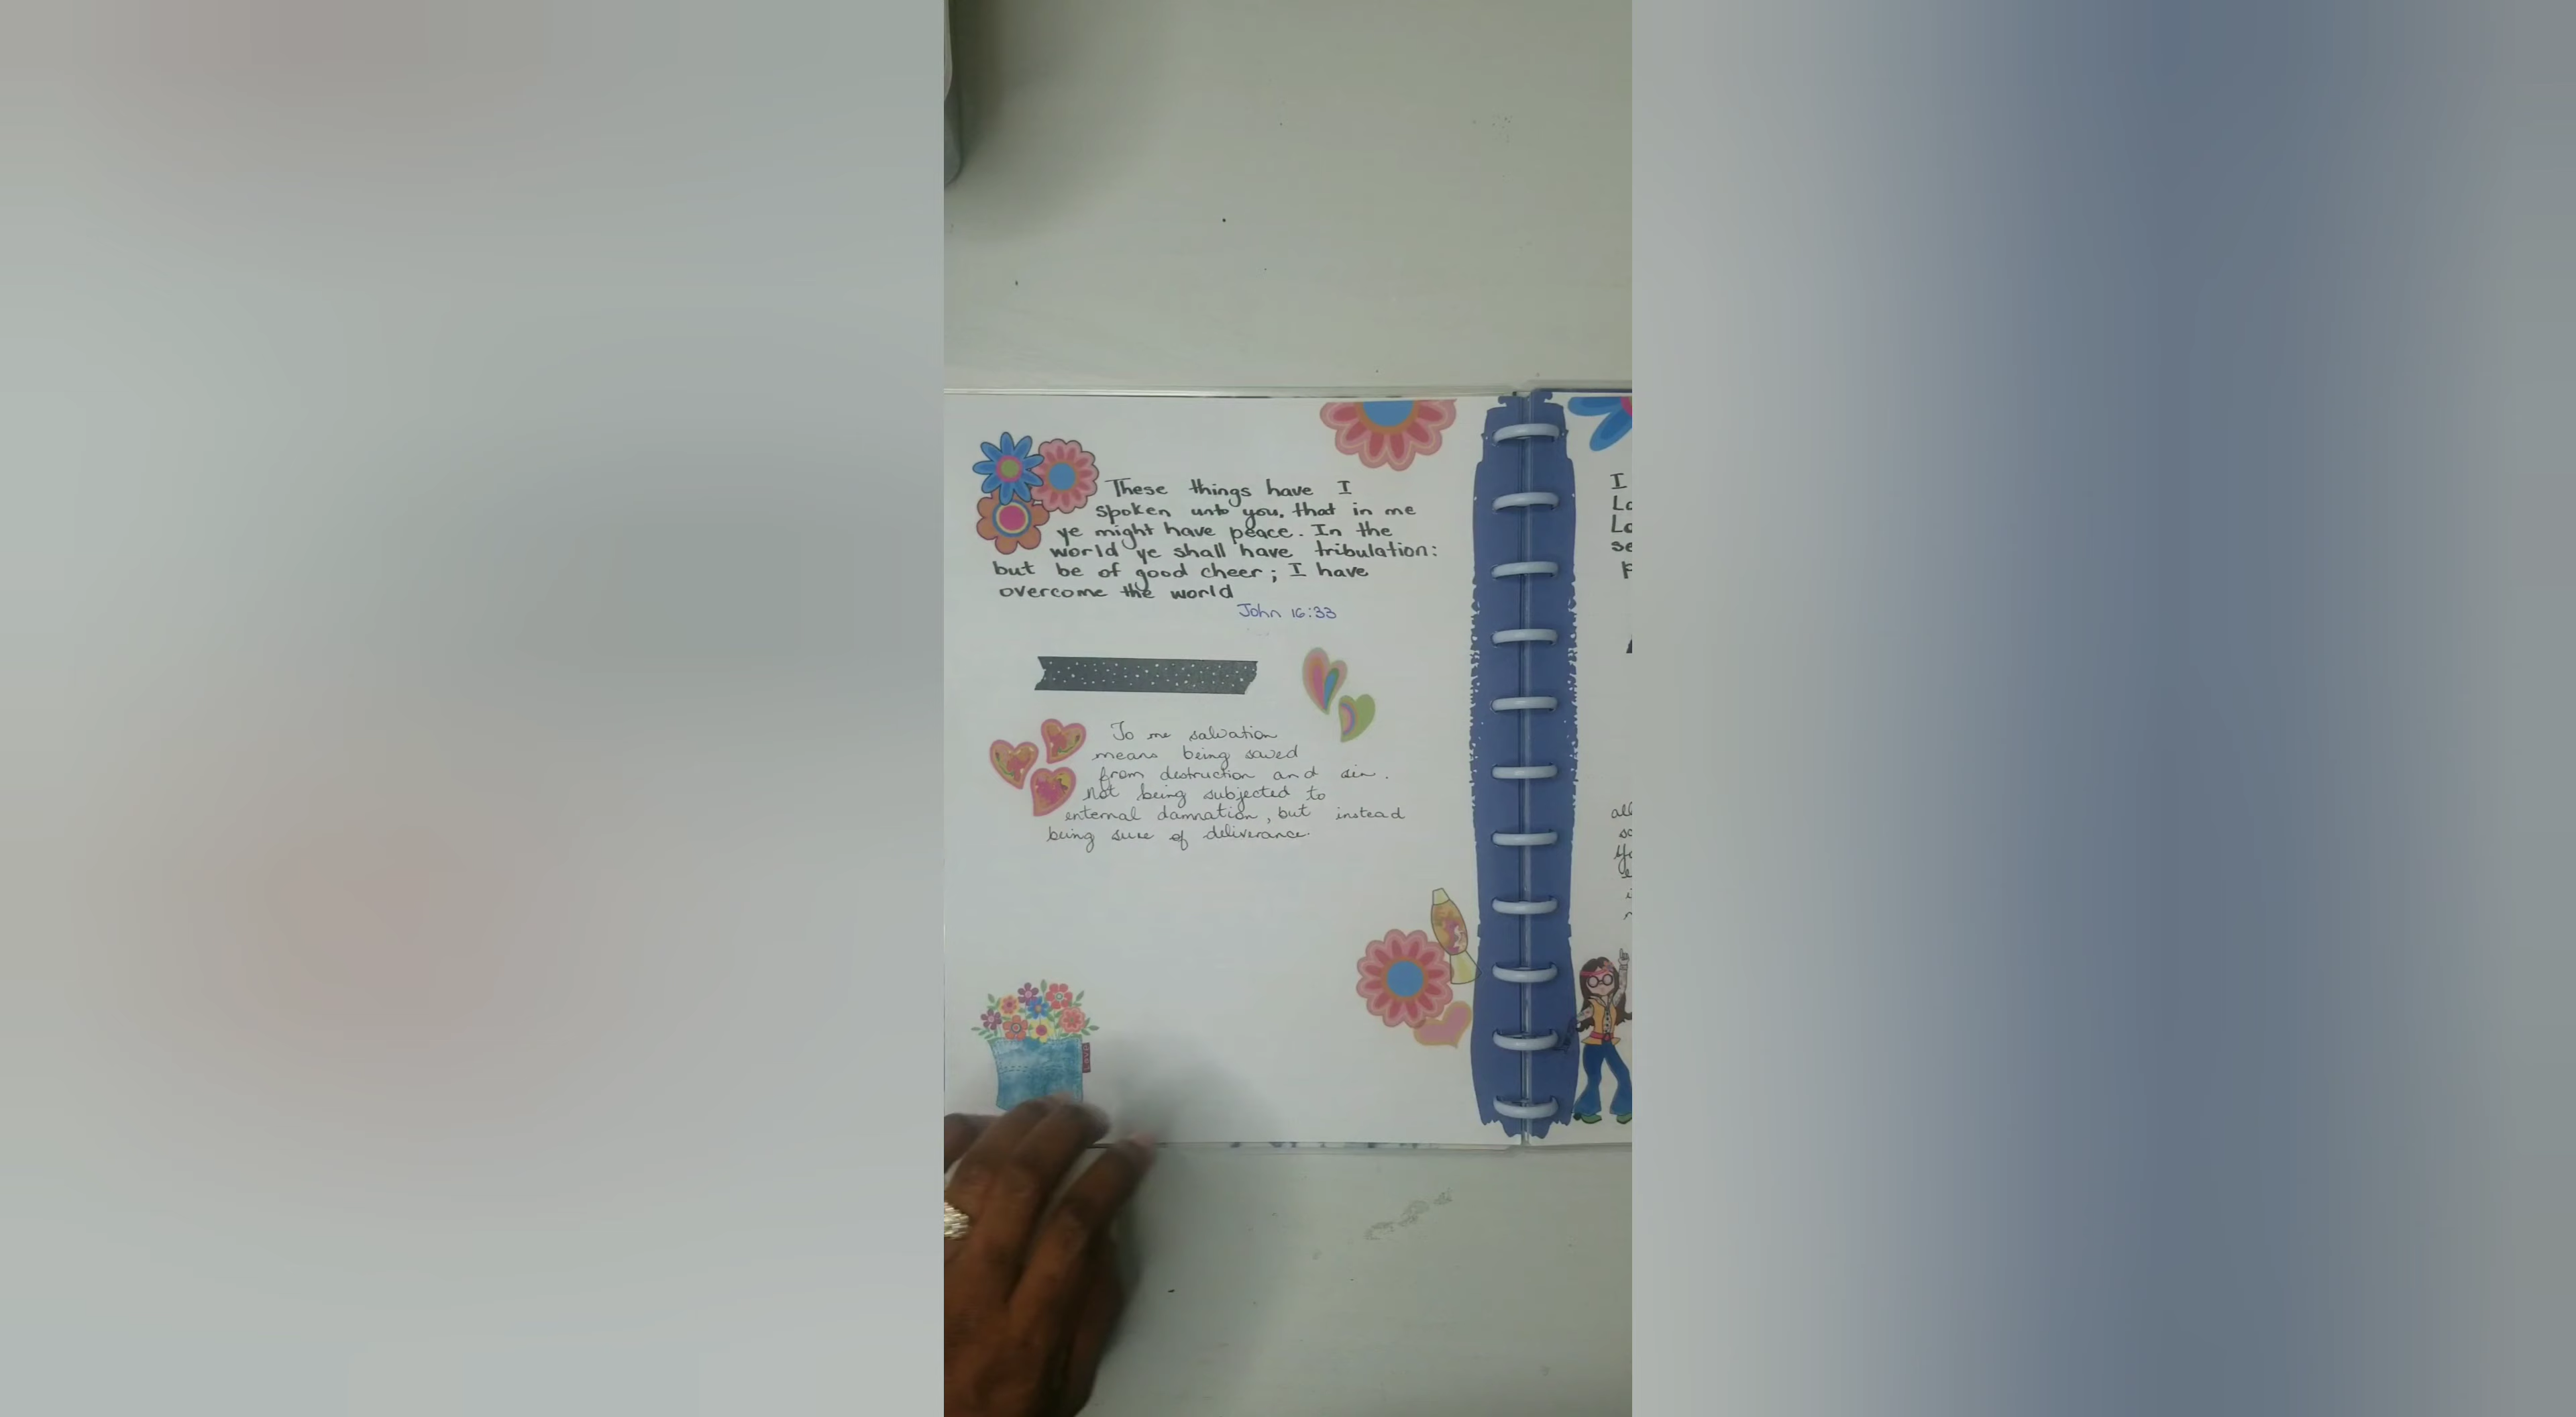 These things have I
spoken unto you, that in me
ye might have peace. In the
world ye shall have tribulation:
but be of good cheer; I have
overcome the world
John 16:33
To me salvation
means being saved
from destruction and sin.
Not being subjected to
enternal damnation, but instead
being sure of deliverance.
I